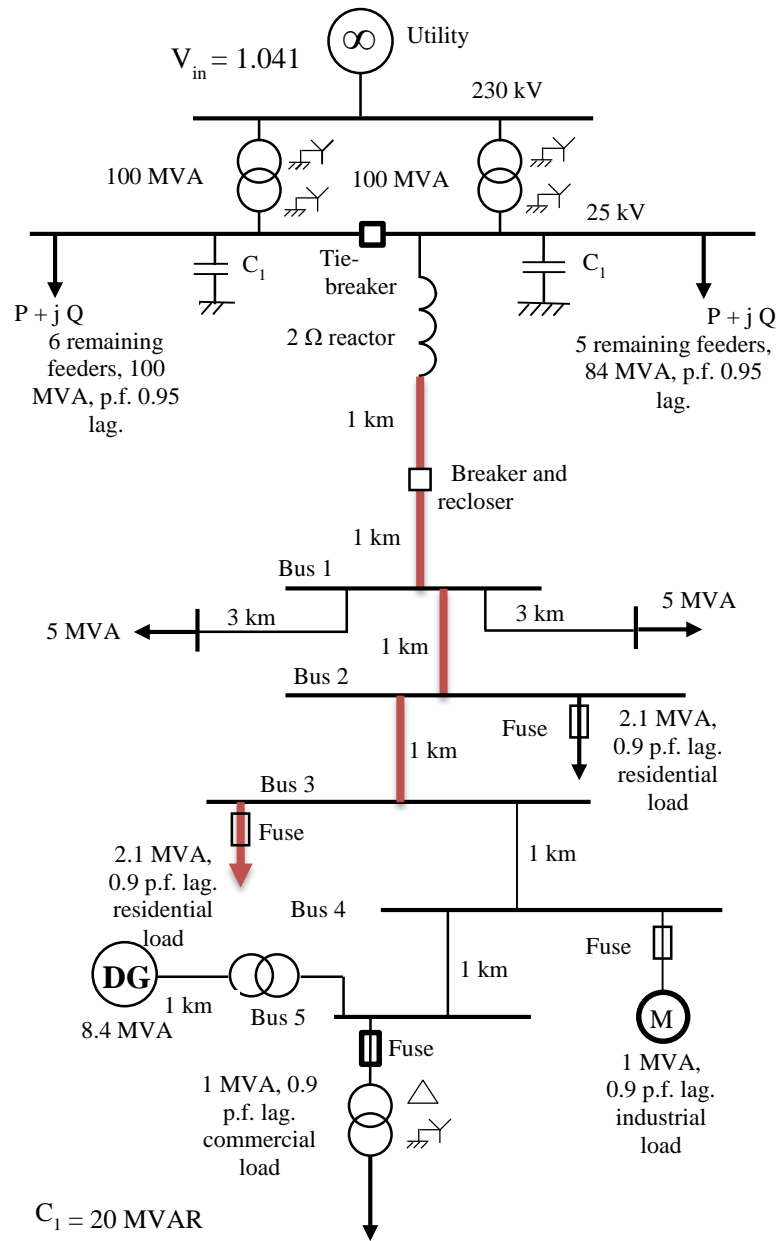 ∞
Utility
V_in = 1.041
230 kV
100 MVA
100 MVA
25 kV
C₁
Tie-
breaker
C₁
P + j Q
6 remaining
feeders, 100
MVA, p.f. 0.95
lag.
2 Ω reactor
P + j Q
5 remaining feeders,
84 MVA, p.f. 0.95
lag.
1 km
Breaker and
recloser
1 km
Bus 1
5 MVA
3 km
3 km
5 MVA
1 km
Bus 2
Fuse
2.1 MVA,
0.9 p.f. lag.
residential
load
1 km
Bus 3
Fuse
2.1 MVA,
0.9 p.f. lag.
residential
load
1 km
Bus 4
Fuse
DG
1 km
8.4 MVA
1 km
Bus 5
M
Fuse
1 MVA, 0.9
p.f. lag.
commercial
load
1 MVA,
0.9 p.f. lag.
industrial
load
C₁ = 20 MVAR